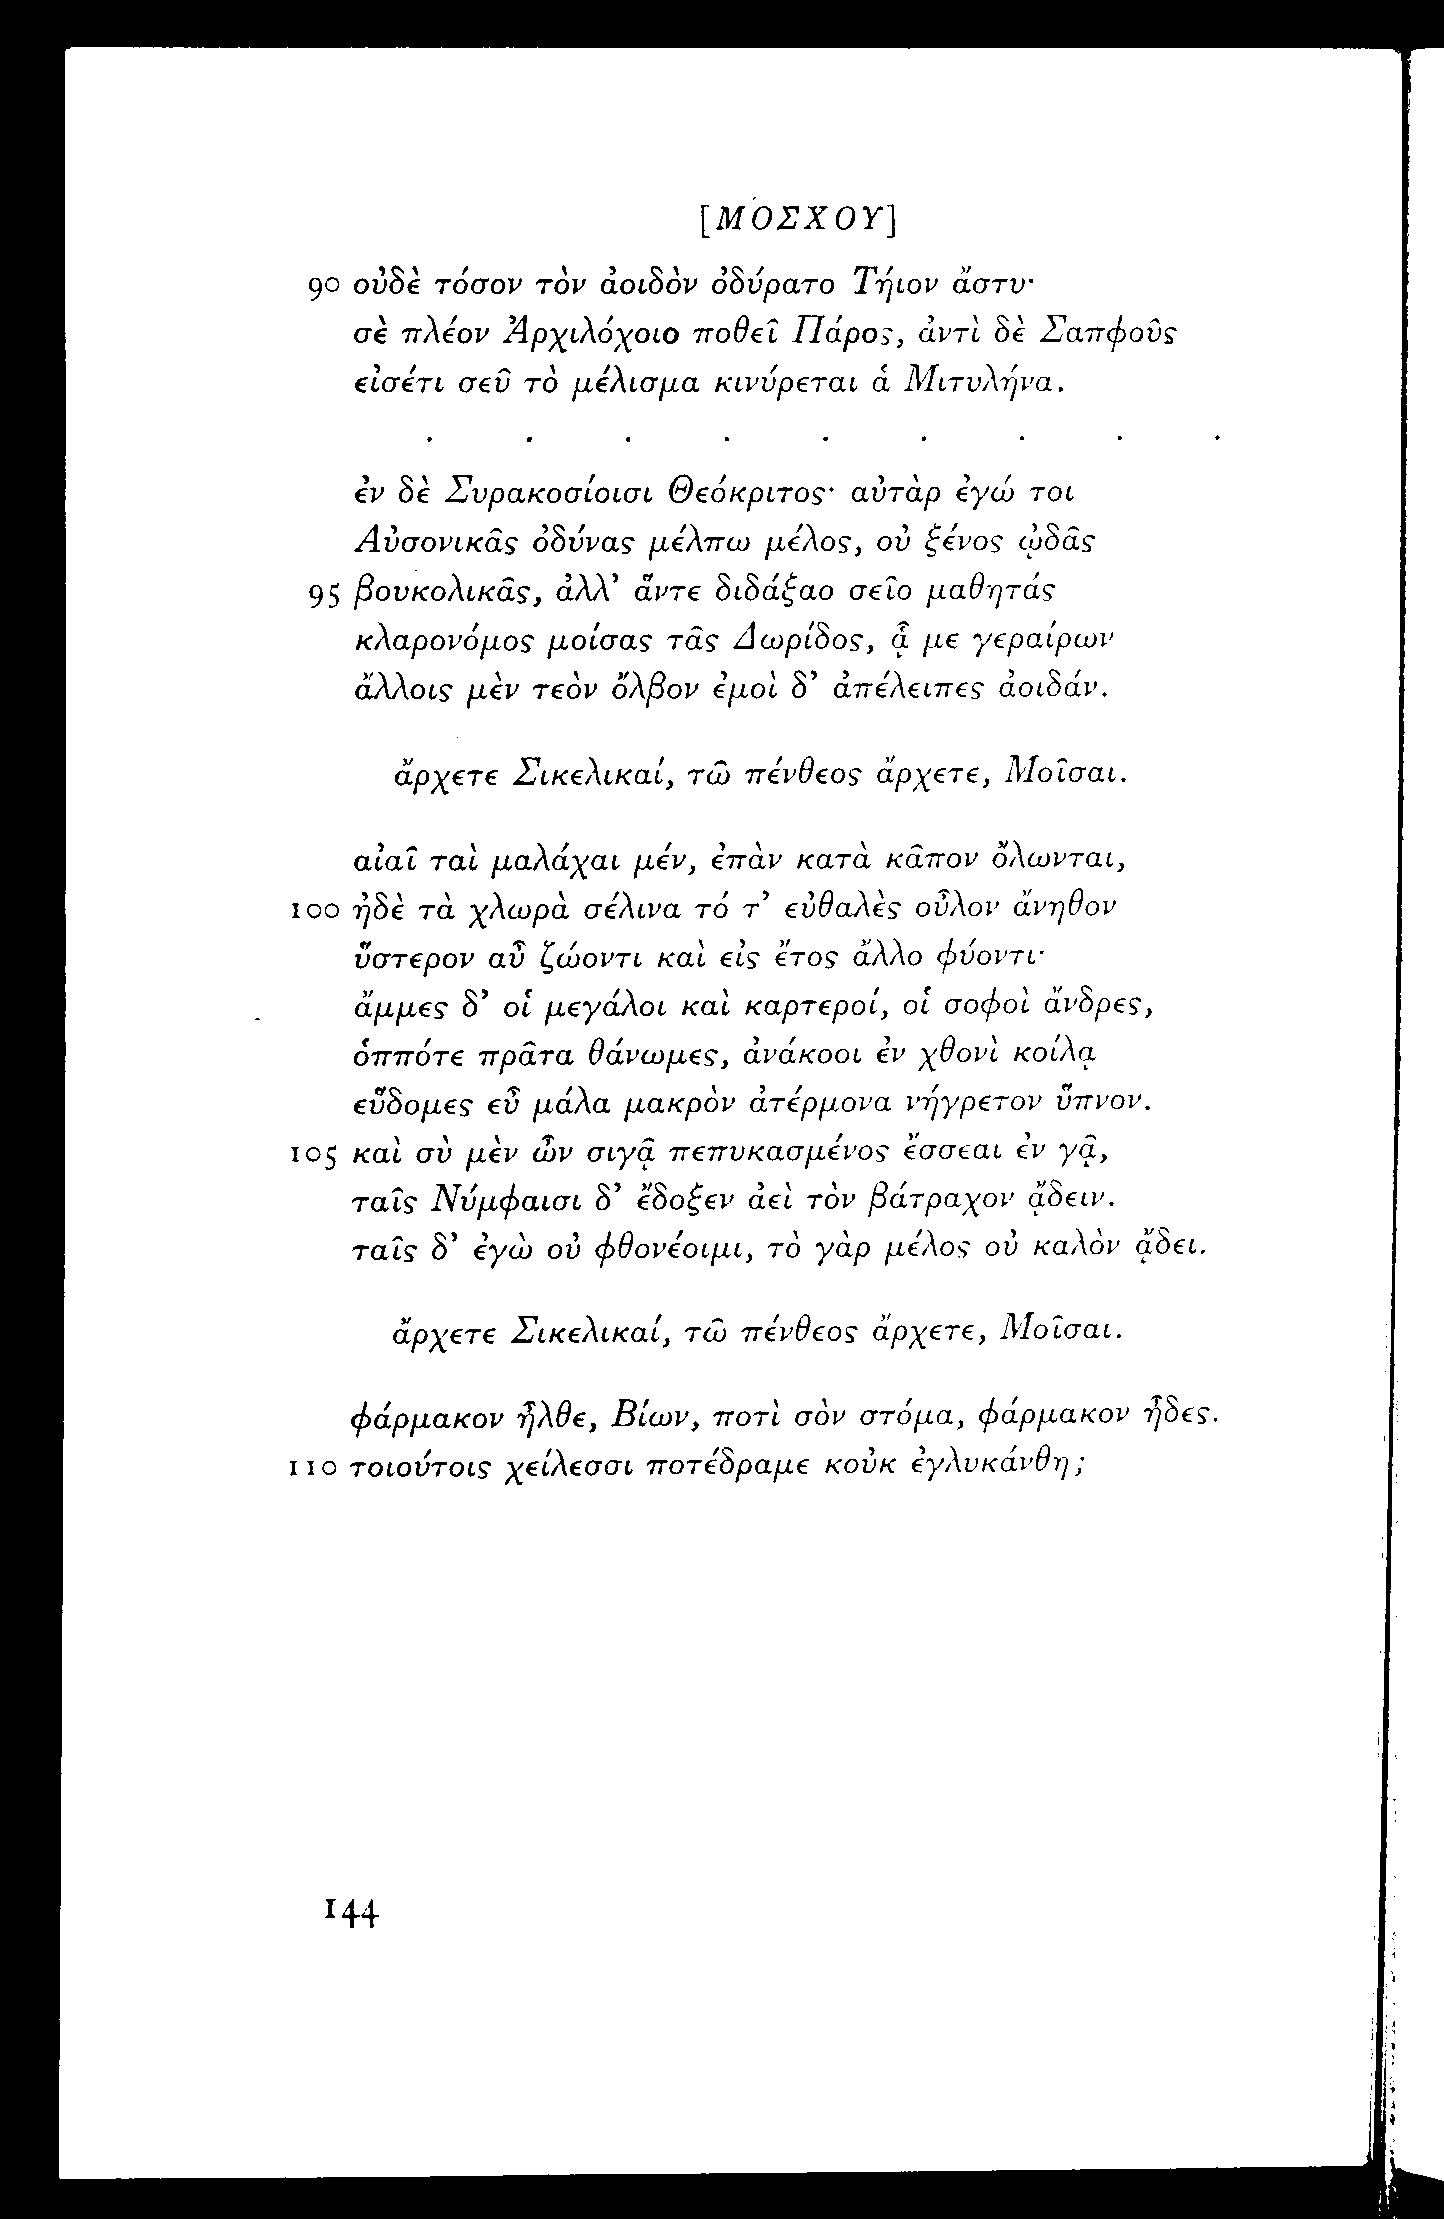 [ΜΌΣΧΟΥ]
90 οὐδὲ τόσον τὸν ἀοιδὸν ὀδύρατο Τήιον ἄστυ·
σὲ πλέον Ἀρχιλόχοιο ποθεῖ Πάρος, ἀντὶ δὲ Σαπφοῦς
εἰσέτι σεῦ τὸ μέλισμα κινύρεται ἁ Μιτυλήνα.
. . . . . . . . .
ἐν δὲ Συρακοσίοισι Θεόκριτος· αὐτὰρ ἐγώ τοι
Αὐσονικᾶς ὀδύνας μέλπω μέλος, οὐ ξένος ᾠδᾶς
95 βουκολικᾶς, ἀλλ’ ἅντε διδάξαο σεῖο μαθητάς
κλαρονόμος μοίσας τᾶς Δωρίδος, ᾇ με γεραίρων
ἄλλοις μὲν τεὸν ὄλβον ἐμοὶ δ’ ἀπέλειπες ἀοιδάν.
ἄρχετε Σικελικαί, τῶ πένθεος ἄρχετε, Μοῖσαι.
αἰαῖ ταὶ μαλάχαι μέν, ἐπὰν κατὰ κᾶπον ὄλωνται,
100 ἠδὲ τὰ χλωρὰ σέλινα τό τ’ εὐθαλὲς οὖλον ἄνηθον
ὕστερον αὖ ζώοντι καὶ εἰς ἔτος ἄλλο φύοντι·
ἄμμες δ’ οἱ μεγάλοι καὶ καρτεροί, οἱ σοφοὶ ἄνδρες,
ὁππότε πρᾶτα θάνωμες, ἀνάκοοι ἐν χθονὶ κοίλᾳ
εὕδομες εὖ μάλα μακρὸν ἀτέρμονα νήγρετον ὕπνον.
105 καὶ σὺ μὲν ὦν σιγᾷ πεπυκασμένος ἔσσεαι ἐν γᾷ,
ταῖς Νύμφαισι δ’ ἔδοξεν ἀεὶ τὸν βάτραχον ᾄδειν.
ταῖς δ’ ἐγὼ οὐ φθονέοιμι, τὸ γὰρ μέλος οὐ καλὸν ᾄδει.
ἄρχετε Σικελικαί, τῶ πένθεος ἄρχετε, Μοῖσαι.
φάρμακον ἦλθε, Βίων, ποτὶ σὸν στόμα, φάρμακον ἦδες.
110 τοιούτοις χείλεσσι ποτέδραμε κοὐκ ἐγλυκάνθη;
144